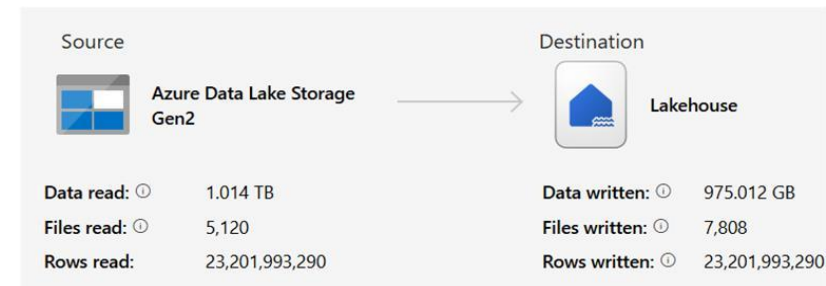 Source
Destination
Azure Data Lake Storage
Gen2
Lakehouse
Data read: 1.014 TB
Files read: 5,120
Rows read: 23,201,993,290
Data written: 975.012 GB
Files written: 7,808
Rows written: 23,201,993,290